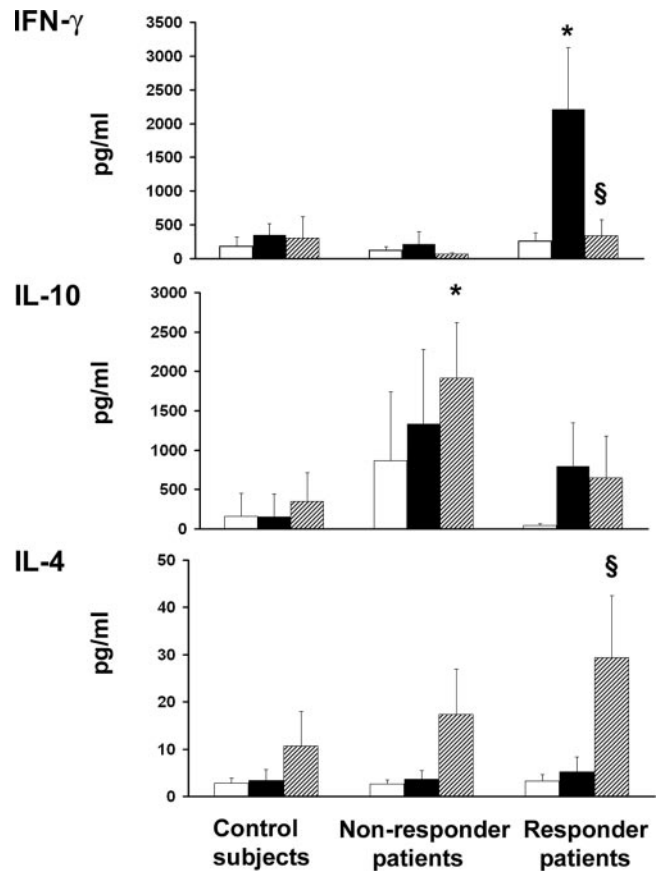 IFN-γ
pg/ml
3500
3000
2500
2000
1500
1000
500
0
*
§
IL-10
pg/ml
3000
2500
2000
1500
1000
500
0
*
IL-4
pg/ml
50
40
30
20
10
0
§
Control
subjects
Non-responder
patients
Responder
patients